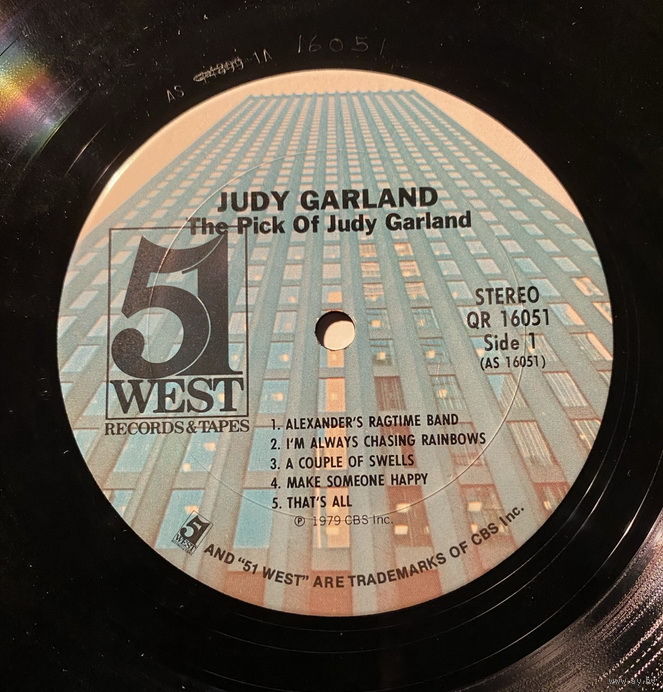 16051
AS 1A
JUDY GARLAND
The Pick Of Judy Garland
51
WEST
RECORDS & TAPES
STEREO
QR 16051
Side 1
(AS 16051)
1. ALEXANDER'S RAGTIME BAND
2. I'M ALWAYS CHASING RAINBOWS
3. A COUPLE OF SWELLS
4. MAKE SOMEONE HAPPY
5. THAT'S ALL
℗ 1979 CBS Inc.
51 WEST AND "51 WEST" ARE TRADEMARKS OF CBS Inc.